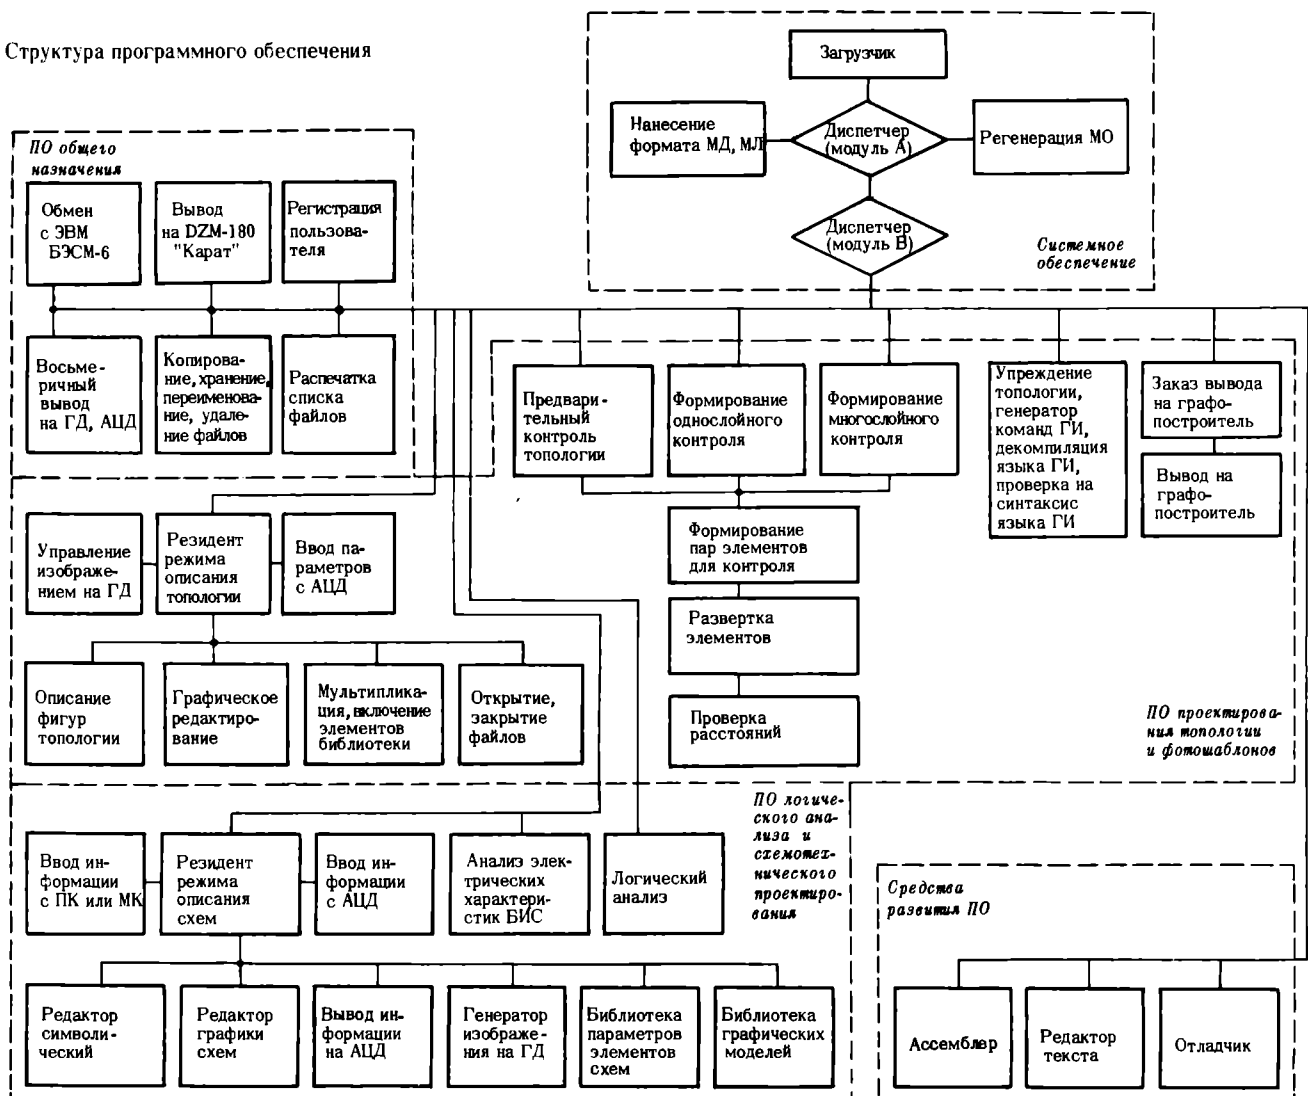 Структура программного обеспечения
Загрузчик
Нанесение
формата МД, МЛ
Диспетчер
(модуль А)
Регенерация МО
Диспетчер
(модуль В)
Системное
обеспечение
ПО общего
назначения
Обмен
с ЭВМ
БЭСМ-6
Вывод
на DZM-180
"Карат"
Регистрация
пользова-
теля
Восьме-
ричный
вывод
на ГД, АЦД
Копирова-
ние, хранение,
переименова-
ние, удале-
ние файлов
Распечатка
списка
файлов
Предвари-
тельный
контроль
топологии
Формирование
однослойного
контроля
Формирование
многослойного
контроля
Упреждение
топологии,
генератор
команд ГИ,
декомпиляция
языка ГИ,
проверка на
синтаксис
языка ГИ
Заказ вывода
на графо-
построитель
Вывод на
графо-
построитель
Формирование
пар элементов
для контроля
Развертка
элементов
Проверка
расстояний
Управление
изображе-
нием на ГД
Резидент
режима
описания
топологии
Ввод па-
раметров
с АЦД
Описание
фигур
топологии
Графическое
редактиро-
вание
Мультиплика-
ция, включение
элементов
библиотеки
Открытие,
закрытие
файлов
ПО проектирова-
ния топологии
и фотошаблонов
ПО логиче-
ского ана-
лиза и
схемотех-
нического
проектиро-
вания
Ввод ин-
формации
с ПК или МК
Резидент
режима
описания
схем
Ввод ин-
формации
с АЦД
Анализ элек-
трических
характери-
стик БИС
Логический
анализ
Редактор
символи-
ческий
Редактор
графики
схем
Вывод ин-
формации
на АЦД
Генератор
изображе-
ния на ГД
Библиотека
параметров
элементов
схем
Библиотека
графических
моделей
Средства
развития ПО
Ассемблер
Редактор
текста
Отладчик